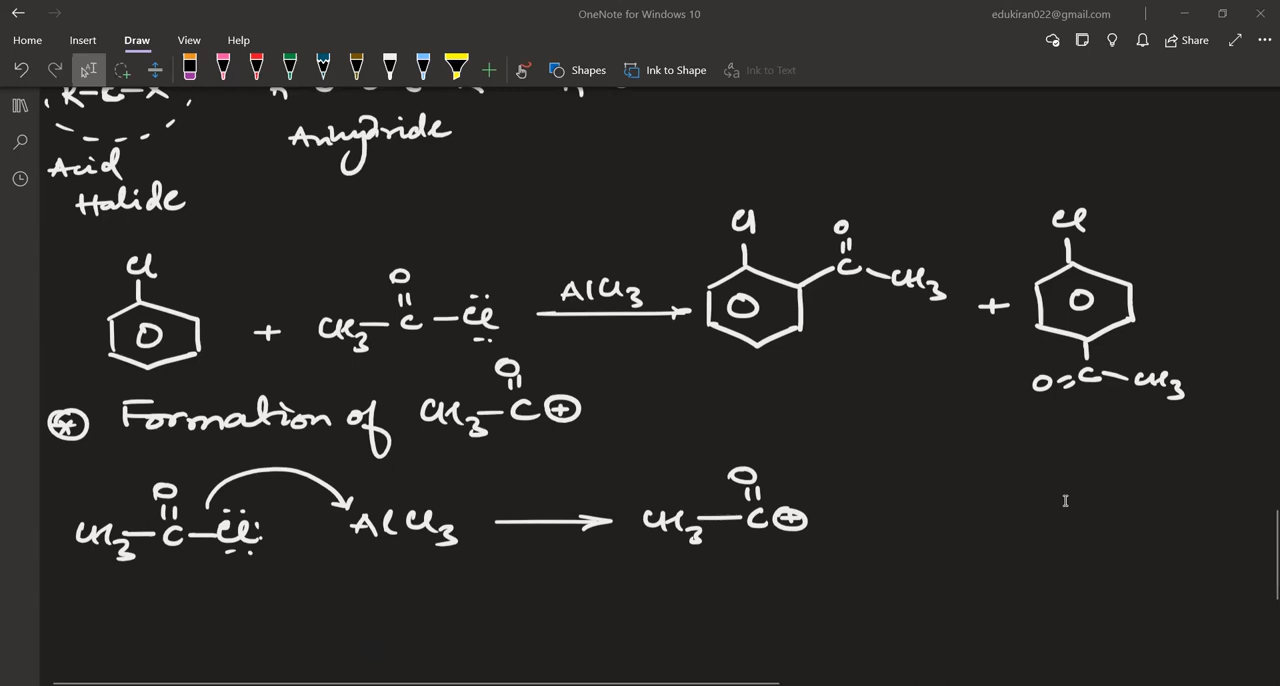 OneNote for Windows 10
edukiran022@gmail.com
Home Insert Draw View Help
Share
Shapes Ink to Shape Ink to Text
R-C-X
Anhydride
Acid
Halide
Cl
O
CH3-C-Cl
+
AlCl3
Cl
O
C-CH3
+
Cl
O=C-CH3
Formation of CH3-C⊕
O
O
CH3-C-Cl: AlCl3 → CH3-C⊕
O